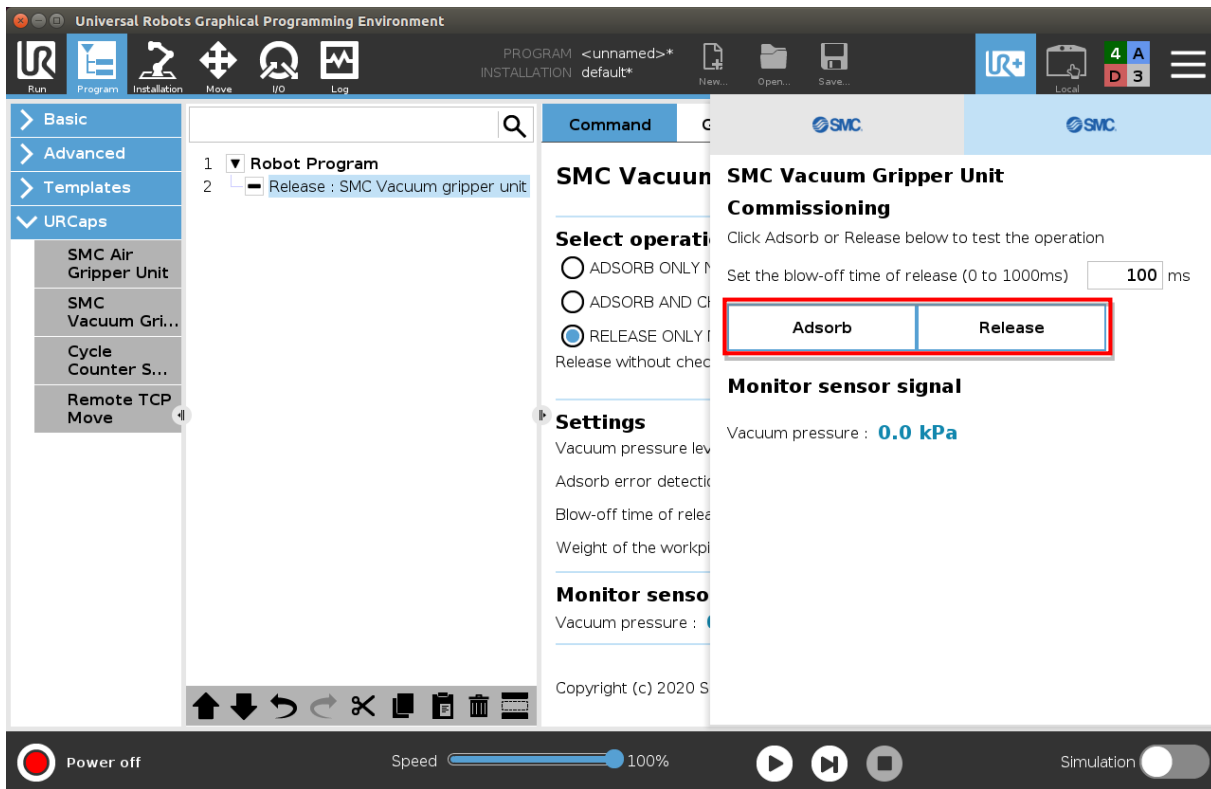 Universal Robots Graphical Programming Environment
Run
Program
Installation
Move
I/O
Log
PROGRAM <unnamed>*
INSTALLATION default*
New...
Open...
Save...
UR+
Local
4 A
D 3
Basic
Advanced
Templates
URCaps
SMC Air
Gripper Unit
SMC
Vacuum Gri...
Cycle
Counter S...
Remote TCP
Move
1 Robot Program
2 Release : SMC Vacuum gripper unit
Command
SMC Vacuum
Select operati
ADSORB ONLY
ADSORB AND CH
RELEASE ONLY
Release without chec
Settings
Vacuum pressure lev
Adsorb error detectio
Blow-off time of relea
Weight of the workpi
Monitor senso
Vacuum pressure :
Copyright (c) 2020 S
SMC
SMC
SMC Vacuum Gripper Unit
Commissioning
Click Adsorb or Release below to test the operation
Set the blow-off time of release (0 to 1000ms) 100 ms
Adsorb
Release
Monitor sensor signal
Vacuum pressure : 0.0 kPa
Power off
Speed
100%
Simulation